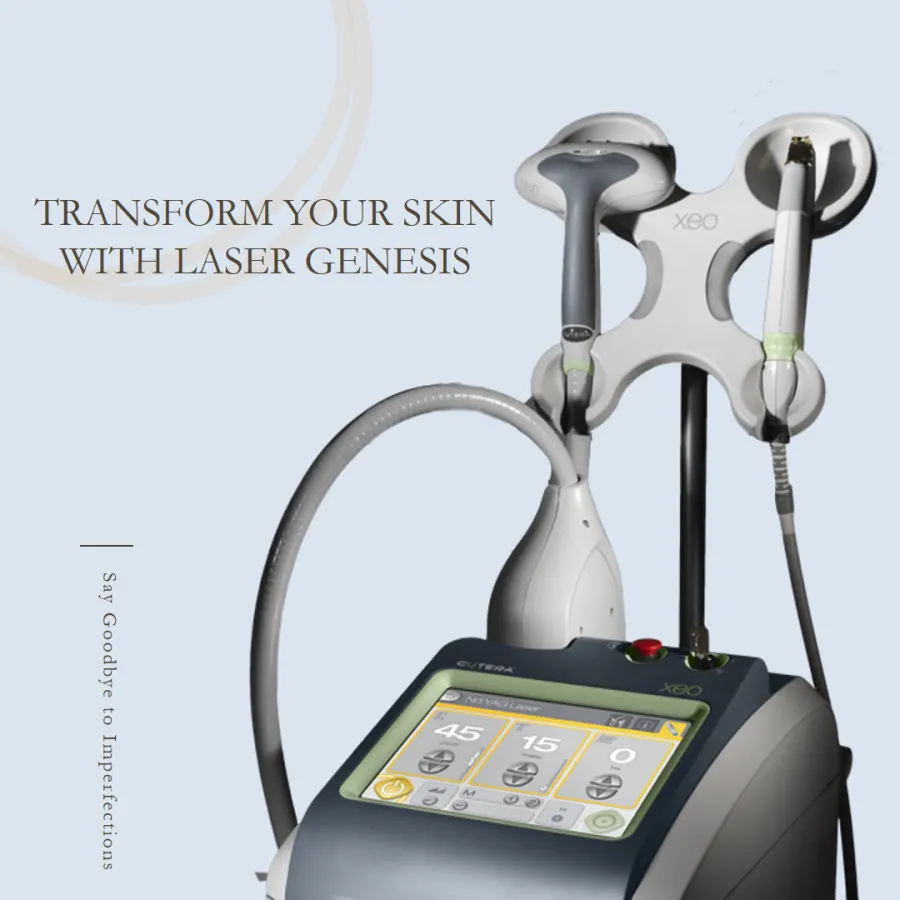 TRANSFORM YOUR SKIN
WITH LASER GENESIS
xeo
CUTERA
Say Goodbye to Imperfections
CUTERA
xeo
Nd:YAG Laser
45
15
0
M